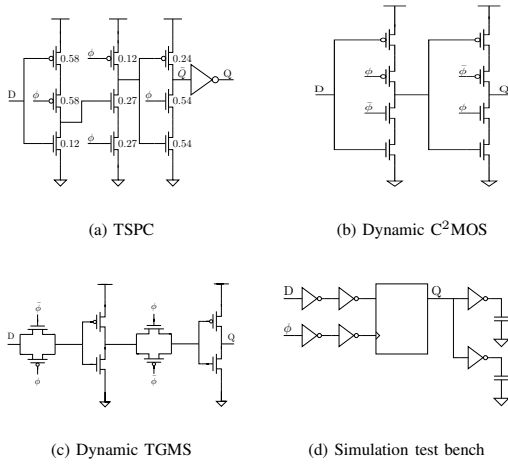 0.58 φ 0.12 0.24
Q̄ Q
D φ 0.58 0.27 φ 0.54
0.12 φ 0.27 0.54
(a) TSPC
φ φ̄
D Q
φ̄ φ
(b) Dynamic C²MOS
φ̄ φ
D Q
φ φ̄
(c) Dynamic TGMS
D Q
φ
(d) Simulation test bench